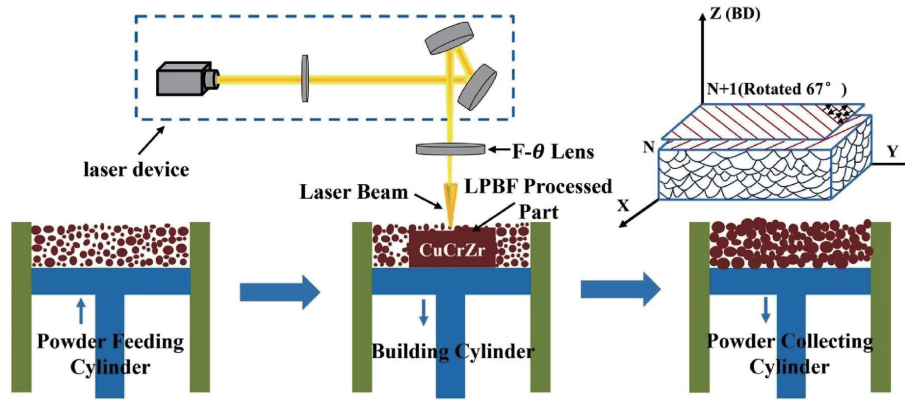 Z (BD)
N+1(Rotated 67° )
N
Y
X
laser device
F-θ Lens
Laser Beam
LPBF Processed
Part
CuCrZr
Powder Feeding
Cylinder
Building Cylinder
Powder Collecting
Cylinder